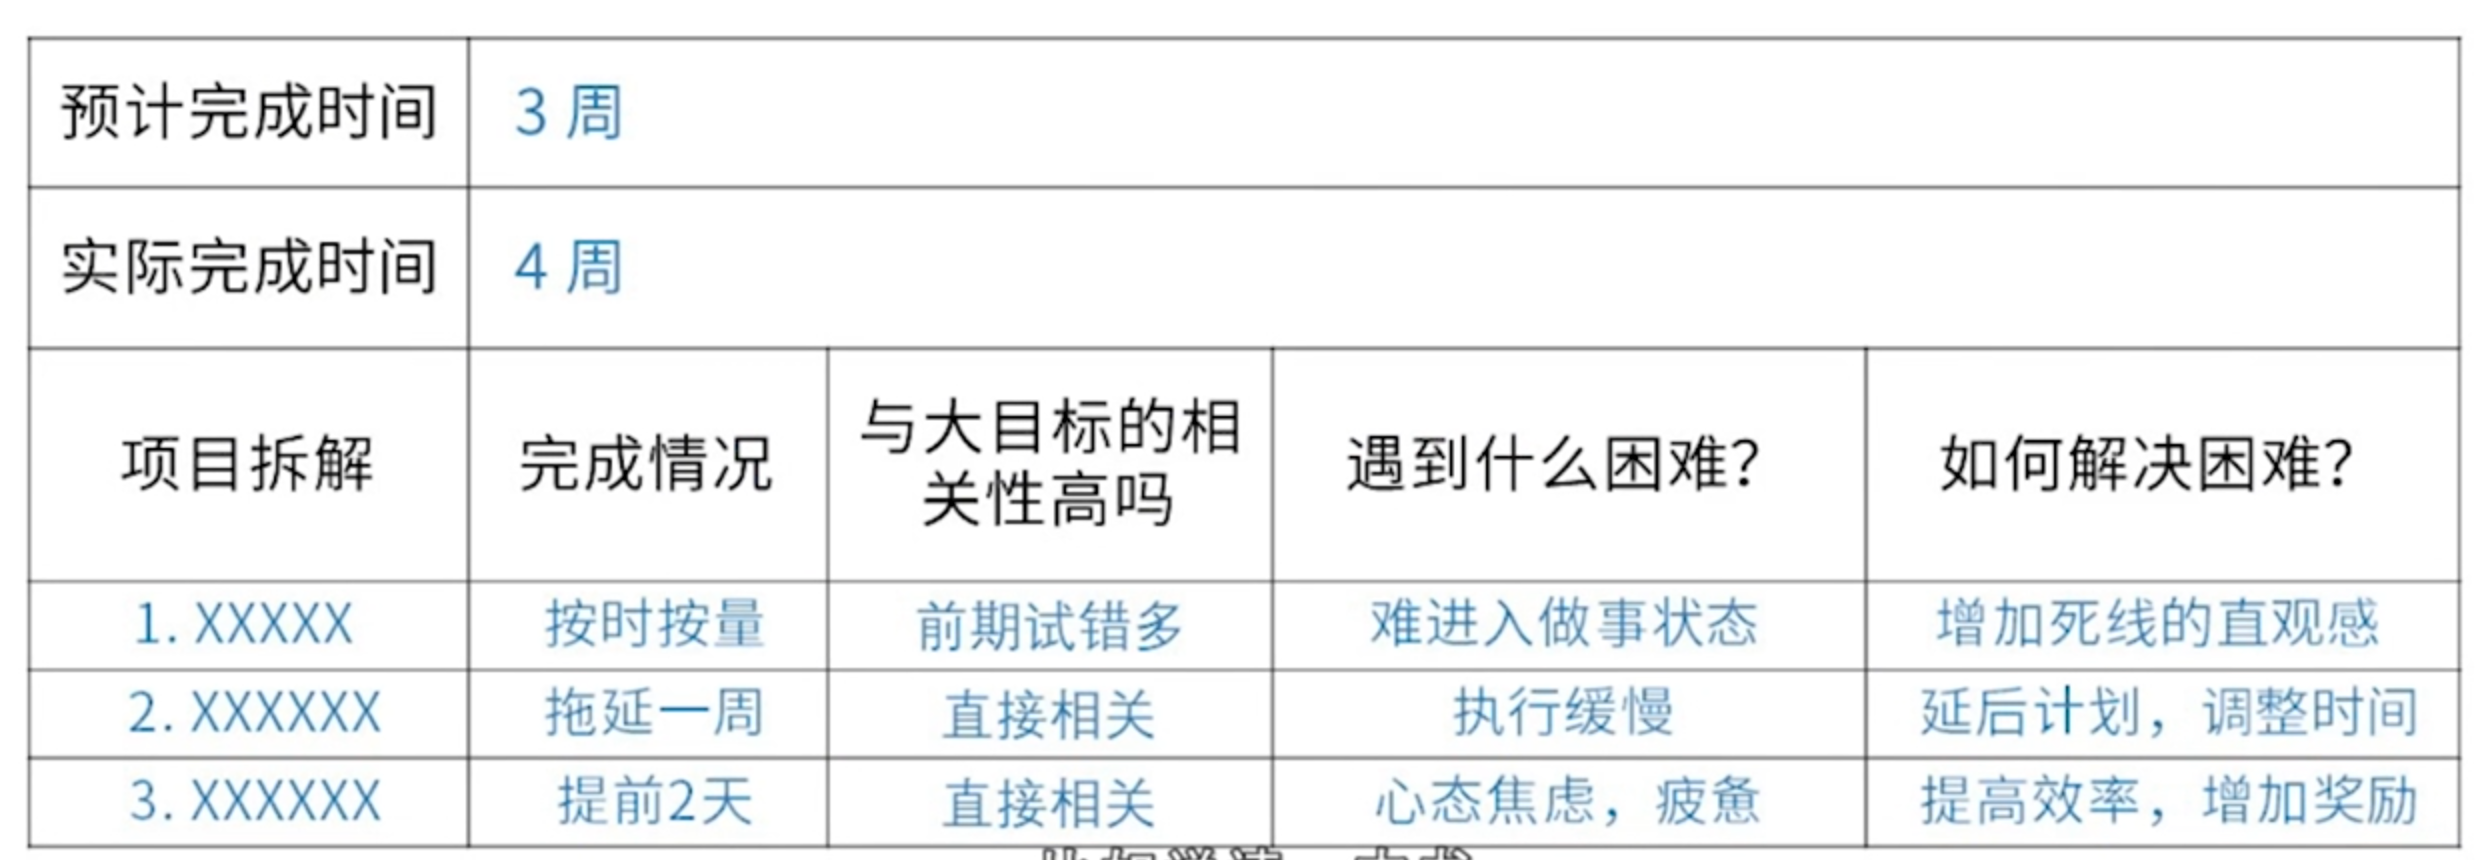 预计完成时间 3 周
实际完成时间 4 周
项目拆解 完成情况 与大目标的相关性高吗 遇到什么困难? 如何解决困难?
1. XXXXX 按时按量 前期试错多 难进入做事状态 增加死线的直观感
2. XXXXXX 拖延一周 直接相关 执行缓慢 延后计划，调整时间
3. XXXXXX 提前2天 直接相关 心态焦虑，疲惫 提高效率，增加奖励